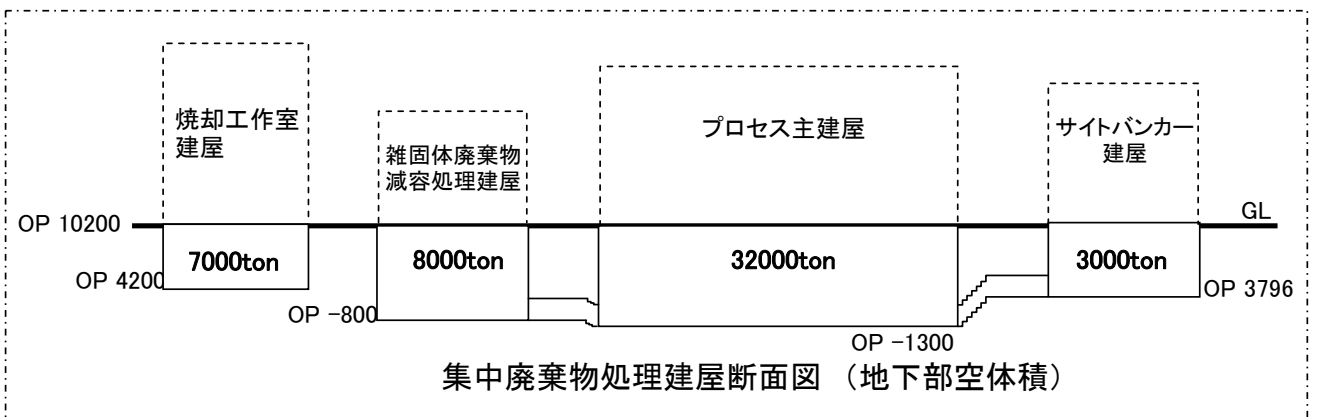 焼却工作室
建屋
雑固体廃棄物
減容処理建屋
プロセス主建屋
サイトバンカー
建屋
OP 10200
GL
7000ton
8000ton
32000ton
3000ton
OP 4200
OP -800
OP -1300
OP 3796
集中廃棄物処理建屋断面図 （地下部空体積）